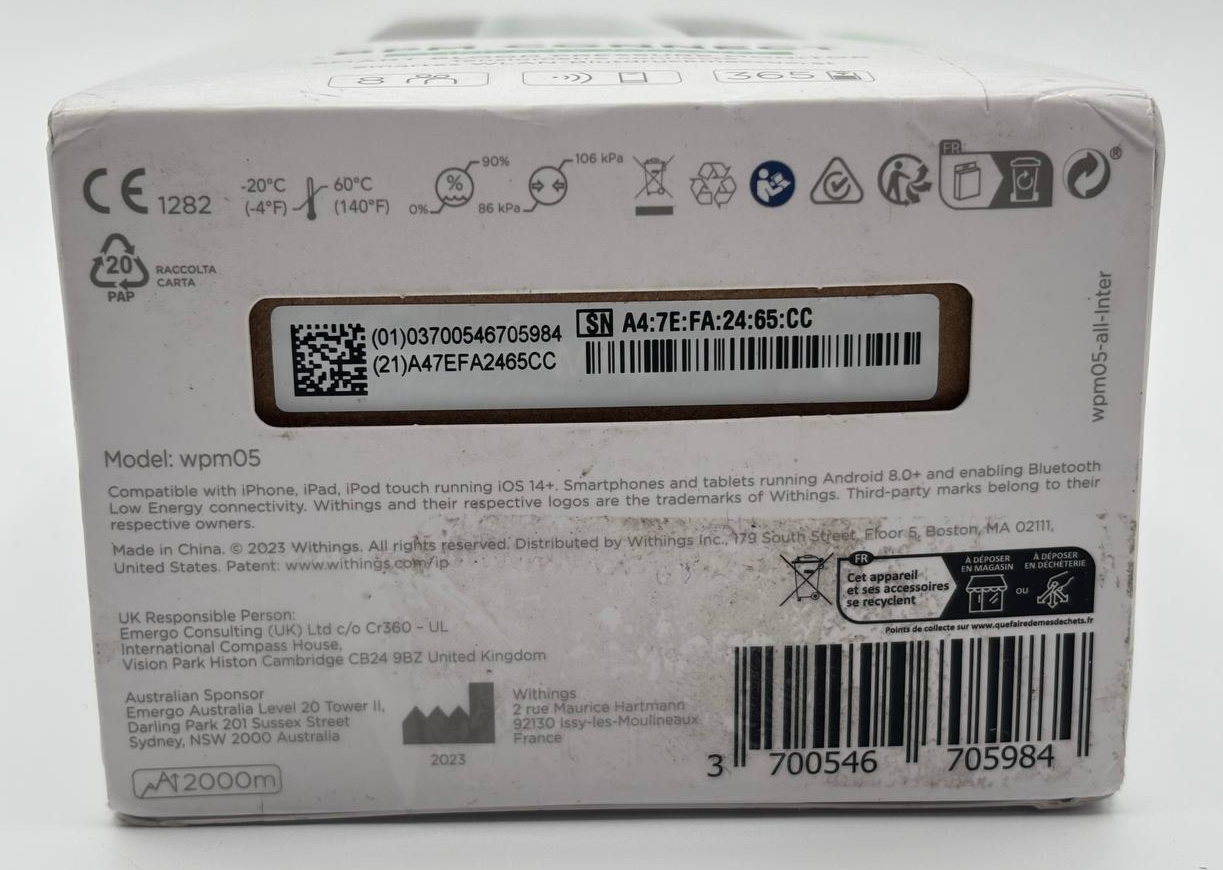 BPM CONNECT
8
365
CE 1282
-20°C
(-4°F)
60°C
(140°F)
%
90%
0%
106 kPa
86 kPa
FR
®
20
PAP
RACCOLTA
CARTA
(01)03700546705984
(21)A47EFA2465CC
SN A4:7E:FA:24:65:CC
wpm05-all-Inter
Model: wpm05
Compatible with iPhone, iPad, iPod touch running iOS 14+. Smartphones and tablets running Android 8.0+ and enabling Bluetooth
Low Energy connectivity. Withings and their respective logos are the trademarks of Withings. Third-party marks belong to their
respective owners.
Made in China. © 2023 Withings. All rights reserved. Distributed by Withings Inc., 179 South Street, Floor 5, Boston, MA 02111,
United States. Patent: www.withings.com/ip
FR
Cet appareil
et ses accessoires
se recyclent
À DÉPOSER
EN MAGASIN
OU
À DÉPOSER
EN DÉCHÈTERIE
Points de collecte sur www.quefairedemesdechets.fr
UK Responsible Person:
Emergo Consulting (UK) Ltd c/o Cr360 – UL
International Compass House,
Vision Park Histon Cambridge CB24 9BZ United Kingdom
Australian Sponsor
Emergo Australia Level 20 Tower II,
Darling Park 201 Sussex Street
Sydney, NSW 2000 Australia
2023
Withings
2 rue Maurice Hartmann
92130 Issy-les-Moulineaux
France
2000m
3 700546 705984